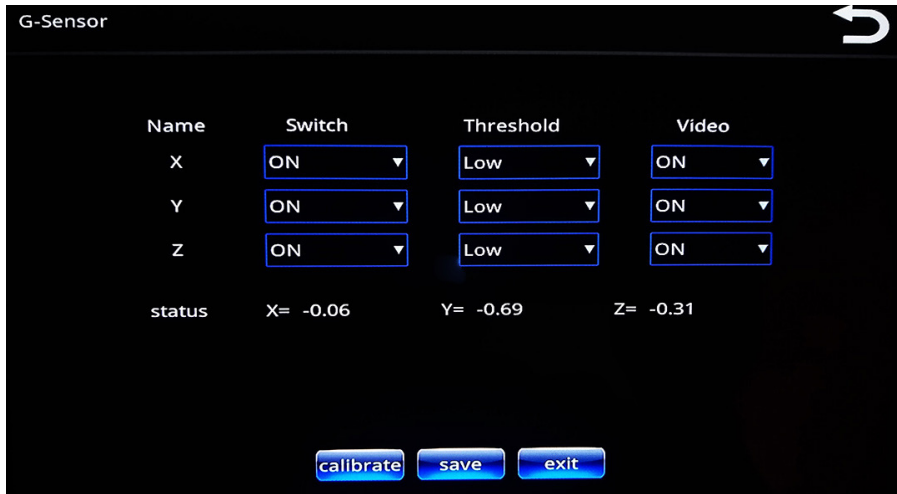 G-Sensor
Name Switch Threshold Video
X ON Low ON
Y ON Low ON
Z ON Low ON
status X= -0.06 Y= -0.69 Z= -0.31
calibrate save exit